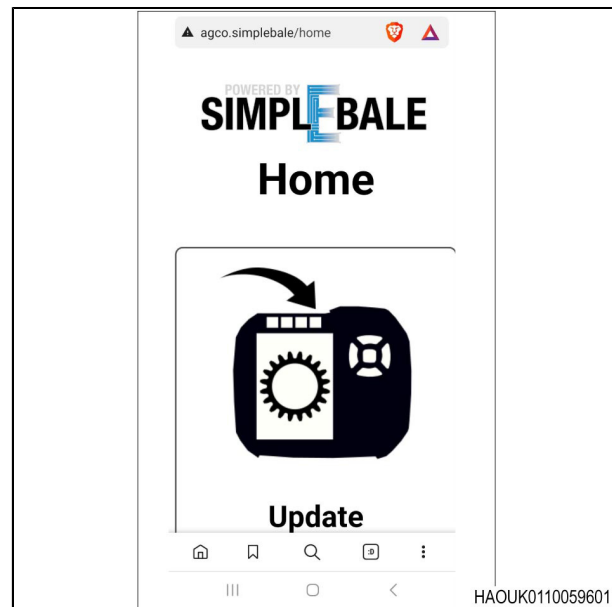 agco.simplebale/home
POWERED BY
SIMPLEBALE
Home
Update
:D
HAOUK0110059601